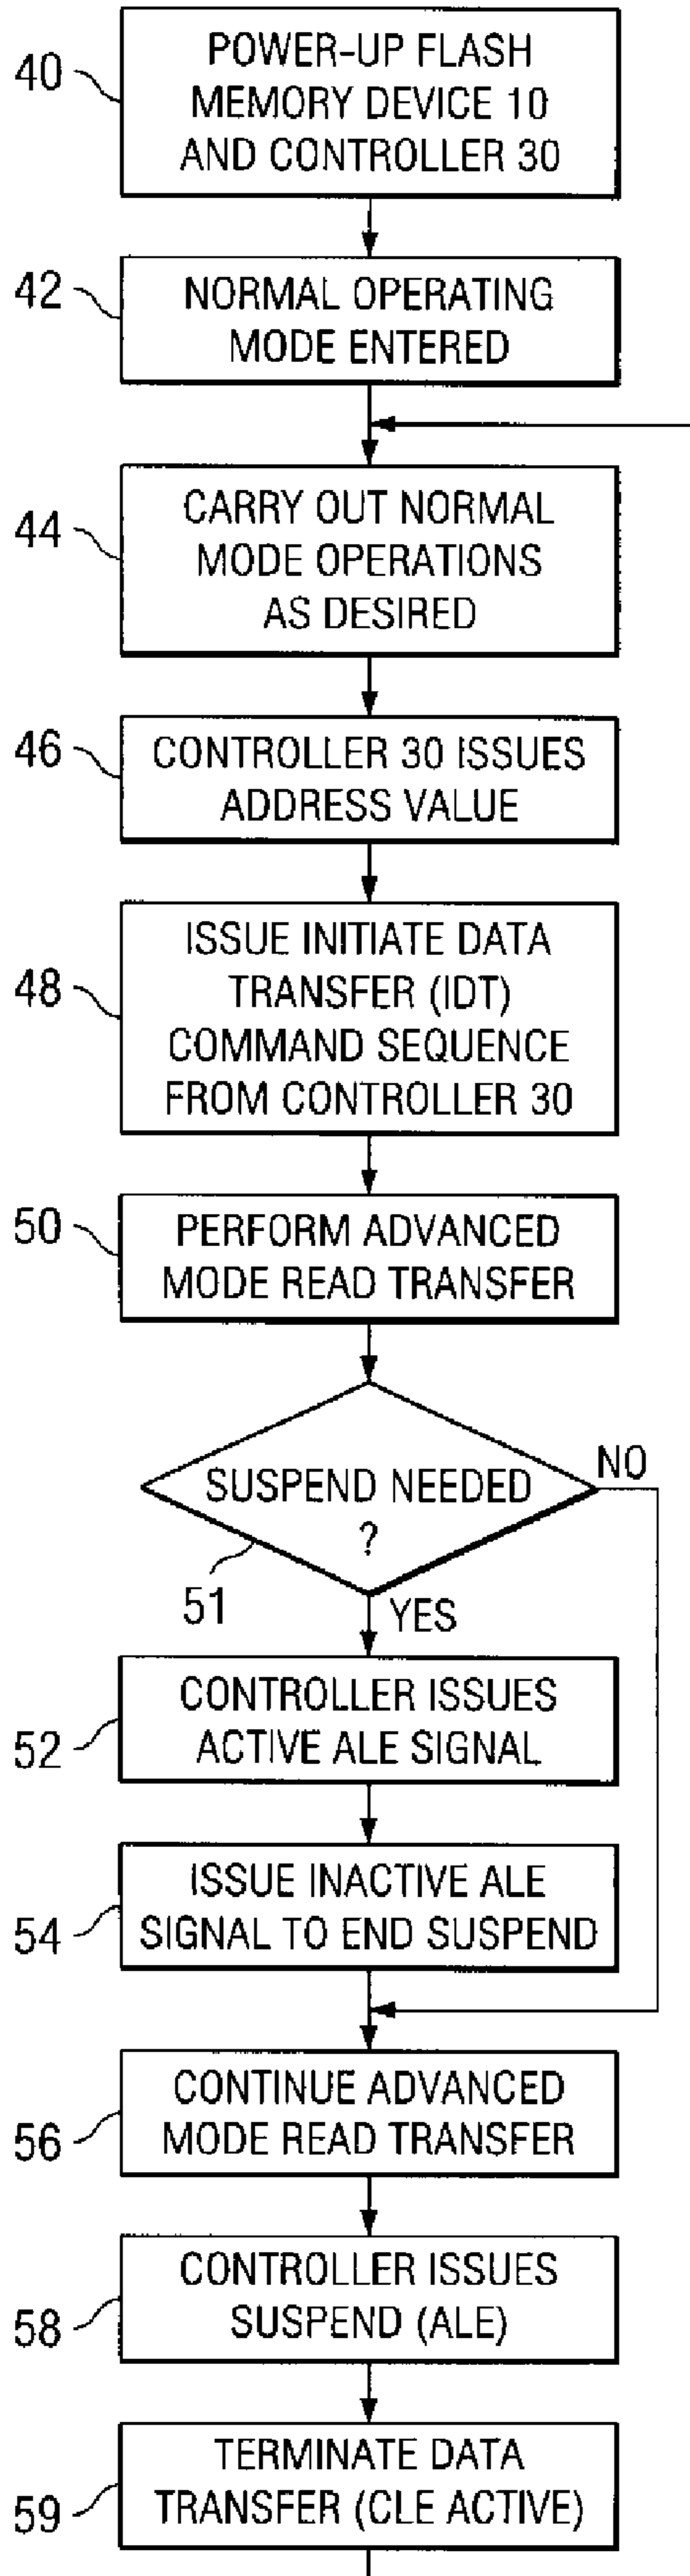 40
POWER-UP FLASH
MEMORY DEVICE 10
AND CONTROLLER 30
42
NORMAL OPERATING
MODE ENTERED
44
CARRY OUT NORMAL
MODE OPERATIONS
AS DESIRED
46
CONTROLLER 30 ISSUES
ADDRESS VALUE
48
ISSUE INITIATE DATA
TRANSFER (IDT)
COMMAND SEQUENCE
FROM CONTROLLER 30
50
PERFORM ADVANCED
MODE READ TRANSFER
SUSPEND NEEDED
?
NO
51
YES
52
CONTROLLER ISSUES
ACTIVE ALE SIGNAL
54
ISSUE INACTIVE ALE
SIGNAL TO END SUSPEND
56
CONTINUE ADVANCED
MODE READ TRANSFER
58
CONTROLLER ISSUES
SUSPEND (ALE)
59
TERMINATE DATA
TRANSFER (CLE ACTIVE)